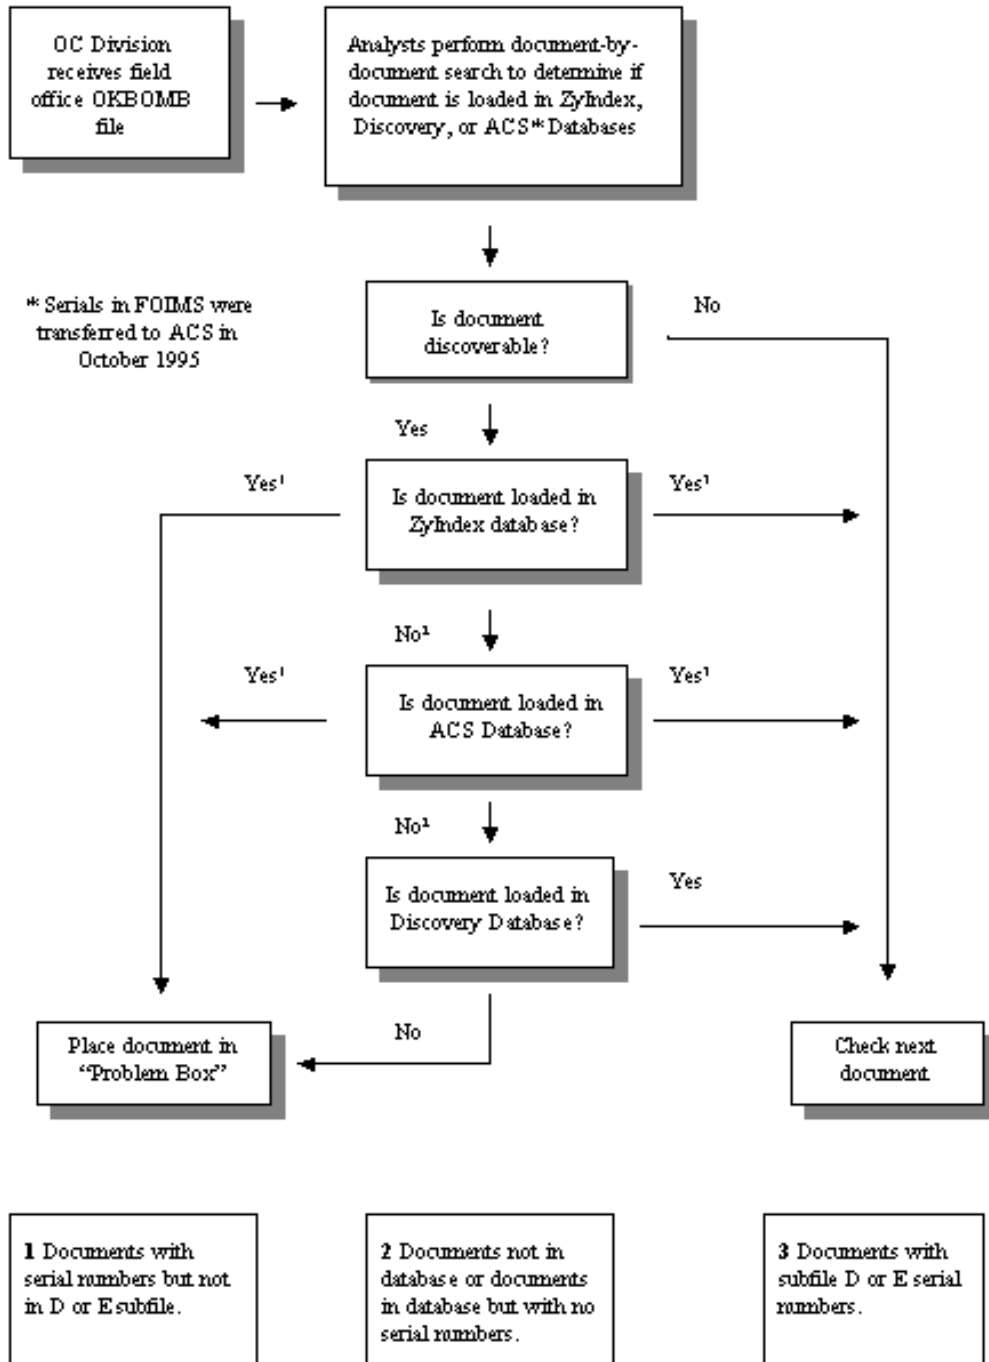 OC Division
receives field
office OKBOMB
file
Analysts perform document-by-
document search to determine if
document is loaded in ZyIndex,
Discovery, or ACS* Databases
* Serials in FOIMS were
transferred to ACS in
October 1995
Is document
discoverable?
No
Yes
Yes¹
Is document loaded in
ZyIndex database?
Yes¹
No²
Yes¹
Is document loaded in
ACS Database?
Yes¹
No²
Is document loaded in
Discovery Database?
Yes
No
Place document in
“Problem Box”
Check next
document
1 Documents with
serial numbers but not
in D or E subfile.
2 Documents not in
database or documents
in database but with no
serial numbers.
3 Documents with
subfile D or E serial
numbers.